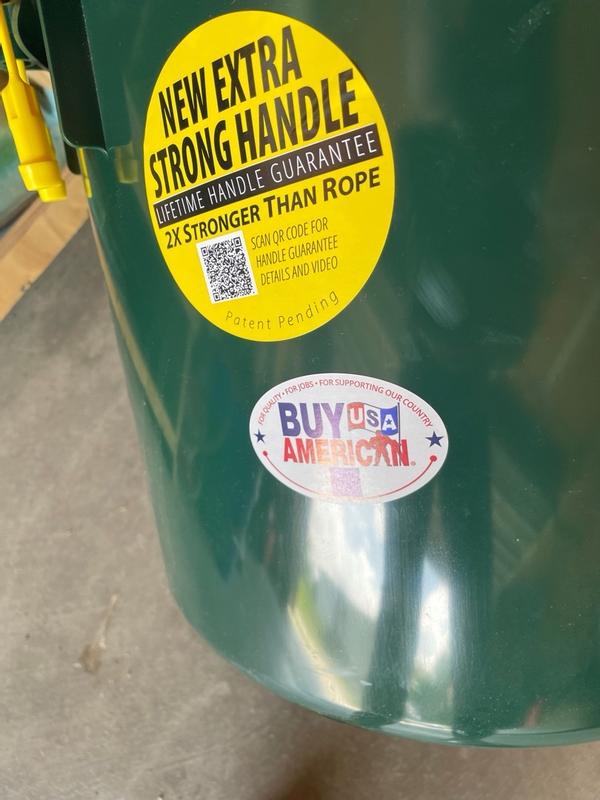 NEW EXTRA
STRONG HANDLE
LIFETIME HANDLE GUARANTEE
2X STRONGER THAN ROPE
SCAN QR CODE FOR
HANDLE GUARANTEE
DETAILS AND VIDEO
Patent Pending
FOR QUALITY • FOR JOBS • FOR SUPPORTING OUR COUNTRY
BUY USA
AMERICAN®